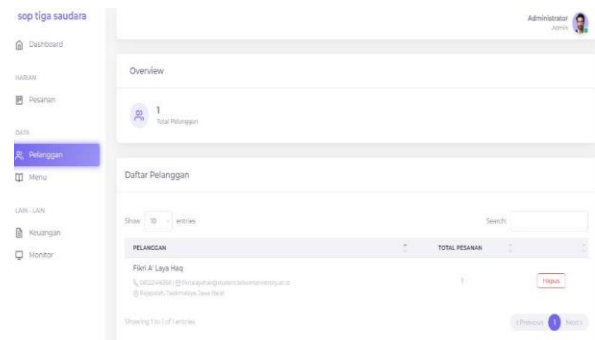 sop tiga saudara
Administrator
Admin
Dashboard
HARIAN
Pesanan
DATA
Pelanggan
Menu
LAIN - LAIN
Keuangan
Monitor
Overview
1
Total Pelanggan
Daftar Pelanggan
Show 10 entries
Search:
PELANGGAN TOTAL PESANAN
Fikri A' Laya Haq
1 Hapus
Rajapolah, Tasikmalaya, Jawa Barat
Showing 1 to 1 of 1 entries
Previous 1 Next